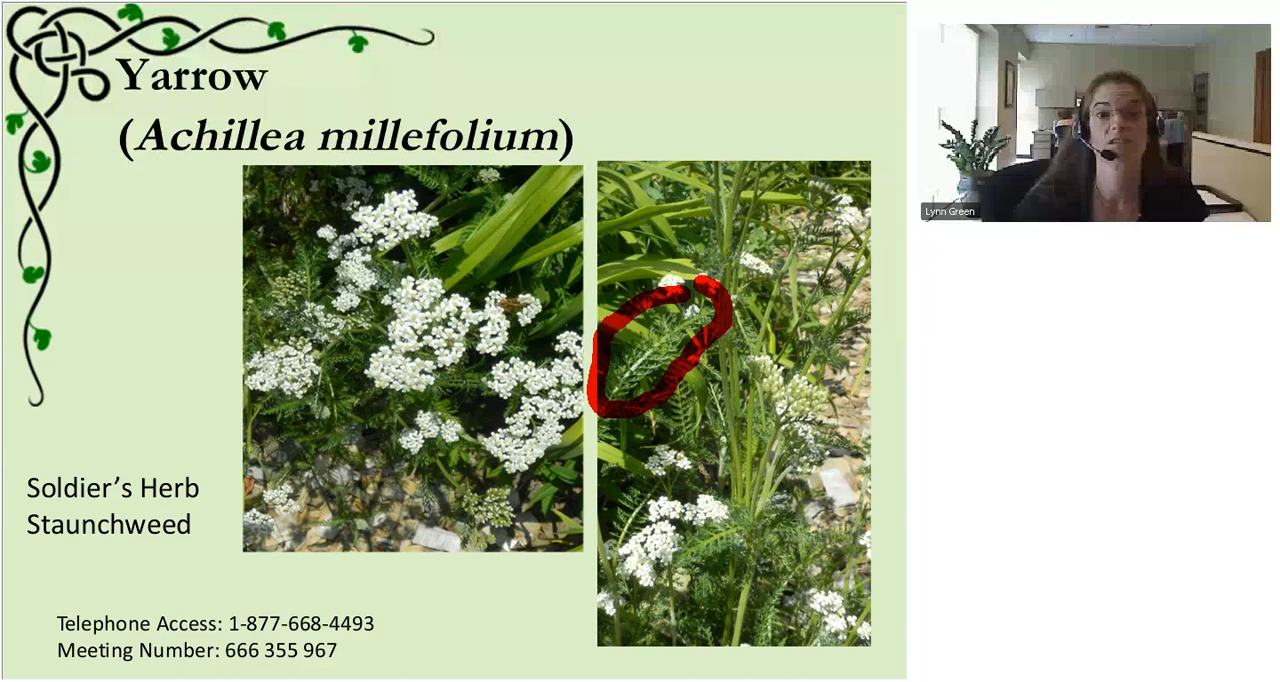 Yarrow
(Achillea millefolium)
Soldier's Herb
Staunchweed
Telephone Access: 1-877-668-4493
Meeting Number: 666 355 967
Lynn Green